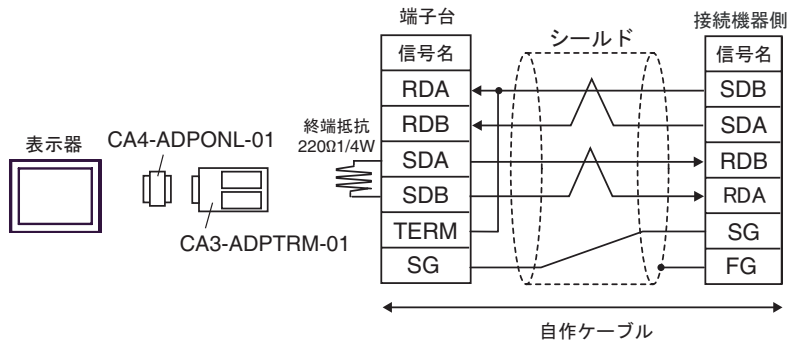 表示器
CA4-ADPONL-01
CA3-ADPTRM-01
終端抵抗
220Ω1/4W
端子台
信号名
RDA
RDB
SDA
SDB
TERM
SG
シールド
接続機器側
信号名
SDB
SDA
RDB
RDA
SG
FG
自作ケーブル